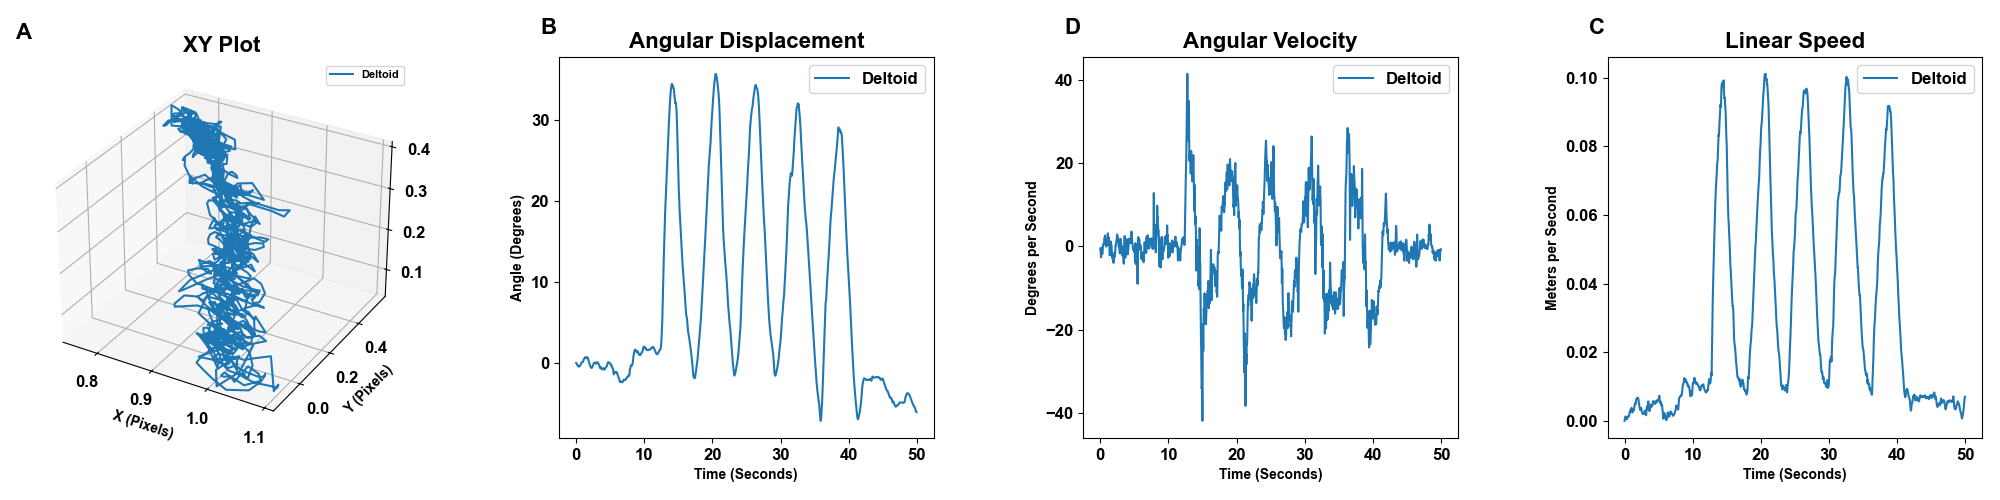 A
XY Plot
Deltoid
0.4
0.3
0.2
0.1
0.8
0.9
1.0
1.1
X (Pixels)
0.0
0.2
0.4
Y (Pixels)
B
Angular Displacement
Deltoid
30
20
10
0
Angle (Degrees)
0 10 20 30 40 50
Time (Seconds)
D
Angular Velocity
Deltoid
40
20
0
−20
−40
Degrees per Second
0 10 20 30 40 50
Time (Seconds)
C
Linear Speed
Deltoid
0.10
0.08
0.06
0.04
0.02
0.00
Meters per Second
0 10 20 30 40 50
Time (Seconds)